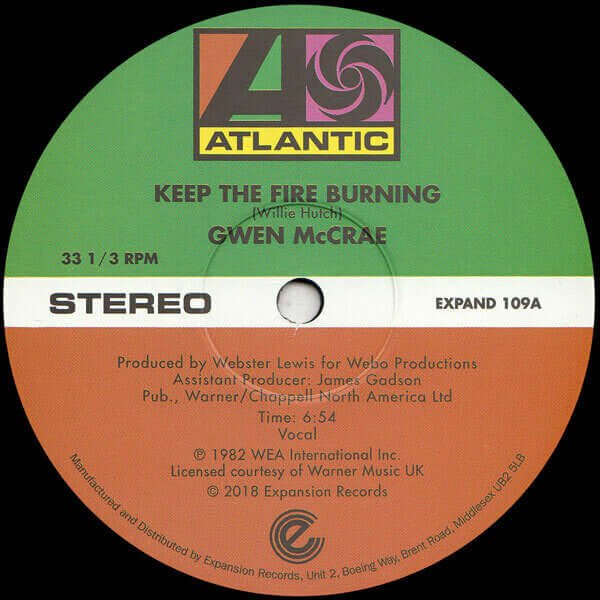 ATLANTIC
KEEP THE FIRE BURNING
(Willie Hutch)
GWEN McCRAE
33 1/3 RPM
STEREO
EXPAND 109A
Produced by Webster Lewis for Webo Productions
Assistant Producer: James Gadson
Pub., Warner/Chappell North America Ltd
Time: 6:54
Vocal
℗ 1982 WEA International Inc.
Licensed courtesy of Warner Music UK
© 2018 Expansion Records
Manufactured and Distributed by Expansion Records, Unit 2, Boeing Way, Brent Road, Middlesex UB2 5LB